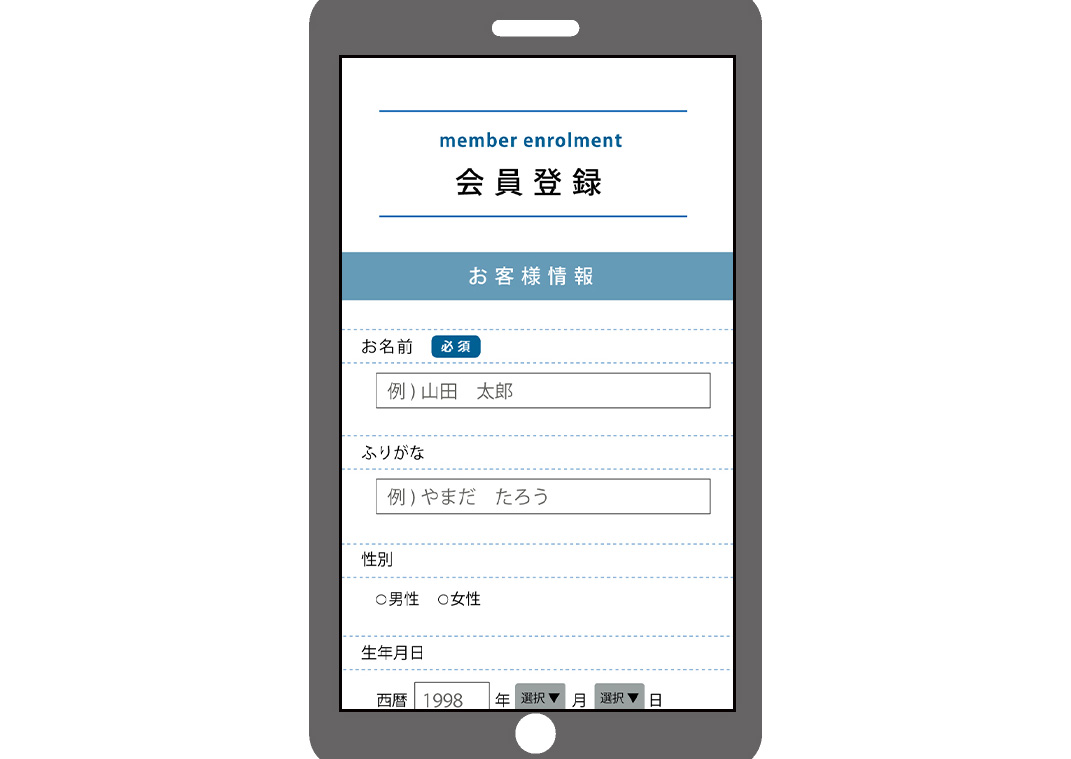 member enrolment
会員登録
お客様情報
お名前 必須
例 ) 山田　太郎
ふりがな
例 ) やまだ　たろう
性別
○男性 ○女性
生年月日
西暦 1998 年 選択▼ 月 選択▼ 日